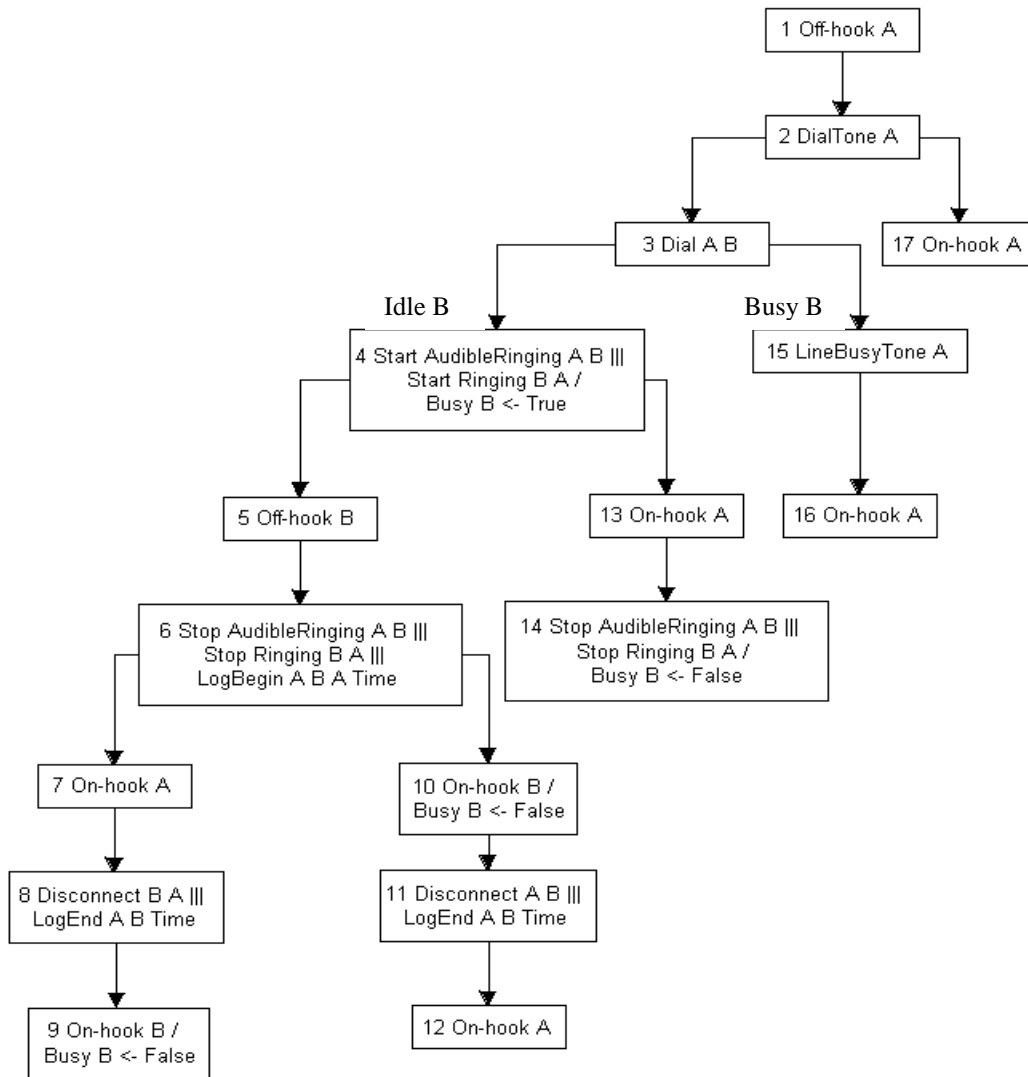 1 Off-hook A
2 DialTone A
3 Dial A B
17 On-hook A
Idle B
Busy B
4 Start AudibleRinging A B |||
Start Ringing B A /
Busy B <- True
15 LineBusyTone A
5 Off-hook B
13 On-hook A
16 On-hook A
6 Stop AudibleRinging A B |||
Stop Ringing B A |||
LogBegin A B A Time
14 Stop AudibleRinging A B |||
Stop Ringing B A /
Busy B <- False
7 On-hook A
10 On-hook B /
Busy B <- False
8 Disconnect B A |||
LogEnd A B Time
11 Disconnect A B |||
LogEnd A B Time
9 On-hook B /
Busy B <- False
12 On-hook A